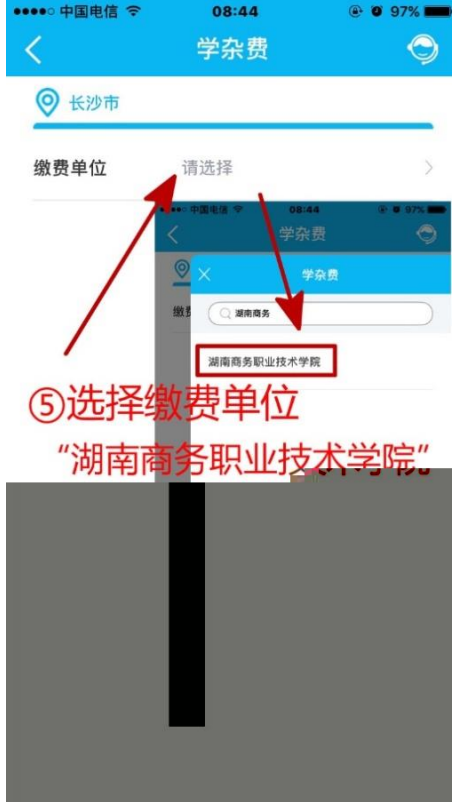 中国电信 08:44 97%
学杂费
长沙市
缴费单位 请选择
中国电信 08:44 97%
学杂费
学杂费
缴费
湖南商务
湖南商务职业技术学院
⑤选择缴费单位
“湖南商务职业技术学院”